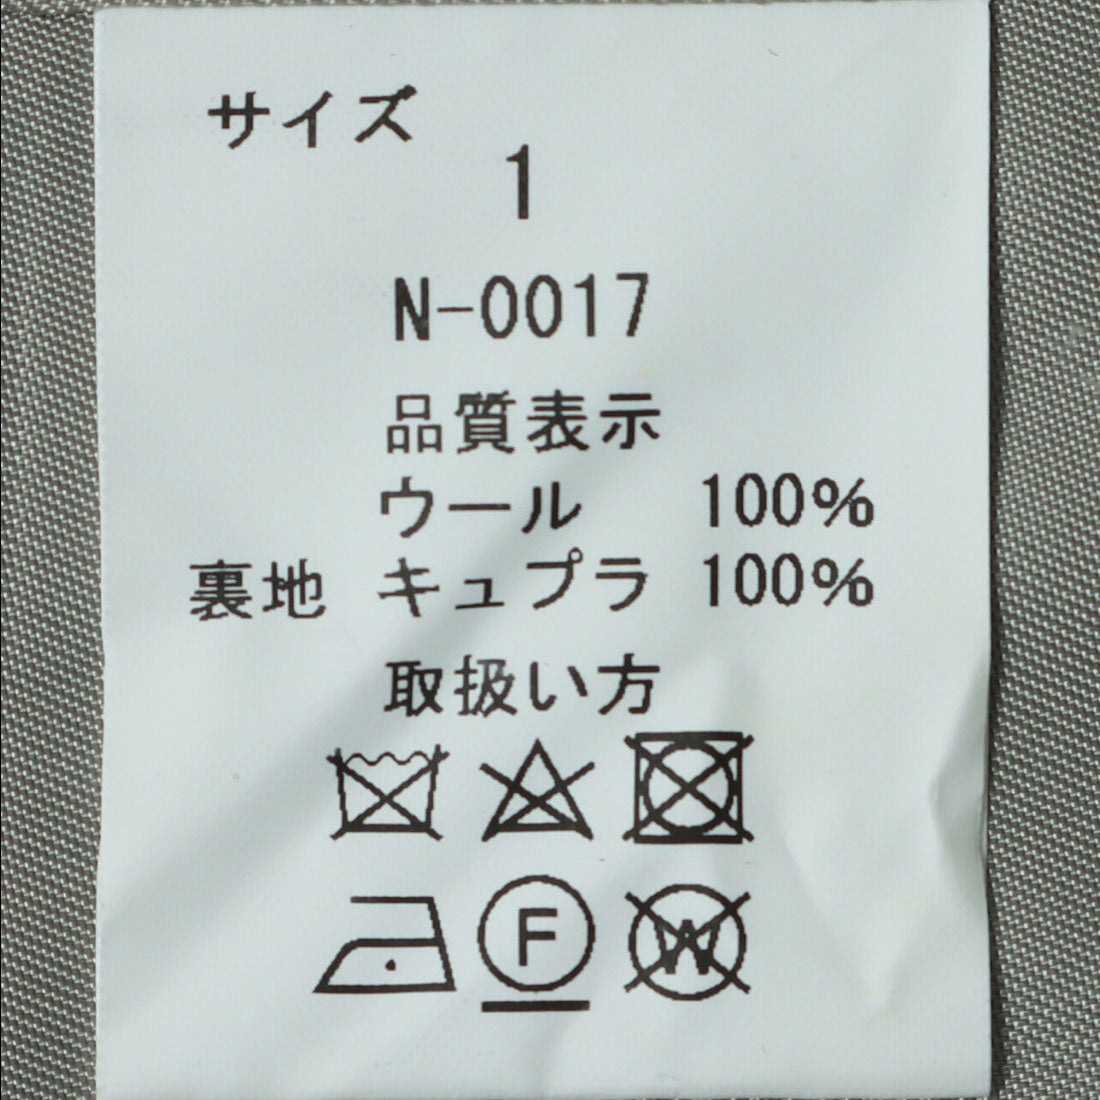 サイズ
1
N-0017
品質表示
ウール 100%
裏地 キュプラ 100%
取扱い方
F W